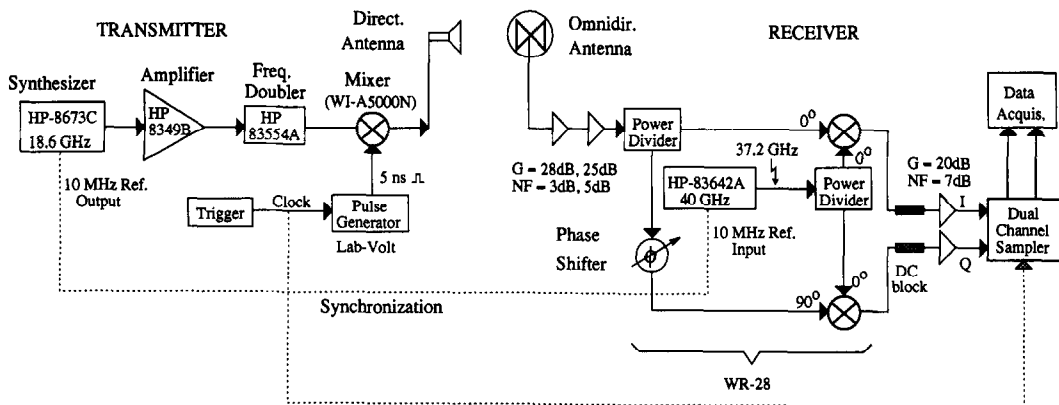 TRANSMITTER
Direct.
Antenna
Omnidir.
Antenna
RECEIVER
Synthesizer
Amplifier
Freq.
Doubler
Mixer
(WI-A5000N)
HP-8673C
18.6 GHz
HP
8349B
HP
83554A
10 MHz Ref.
Output
5 ns
Trigger
Clock
Pulse
Generator
Lab-Volt
Synchronization
G = 28dB, 25dB
NF = 3dB, 5dB
Power
Divider
0°
0°
37.2 GHz
HP-83642A
40 GHz
Power
Divider
10 MHz Ref.
Input
Phase
Shifter
ϕ
90°
0°
WR-28
G = 20dB
NF = 7dB
I
Q
DC
block
Dual
Channel
Sampler
Data
Acquis.